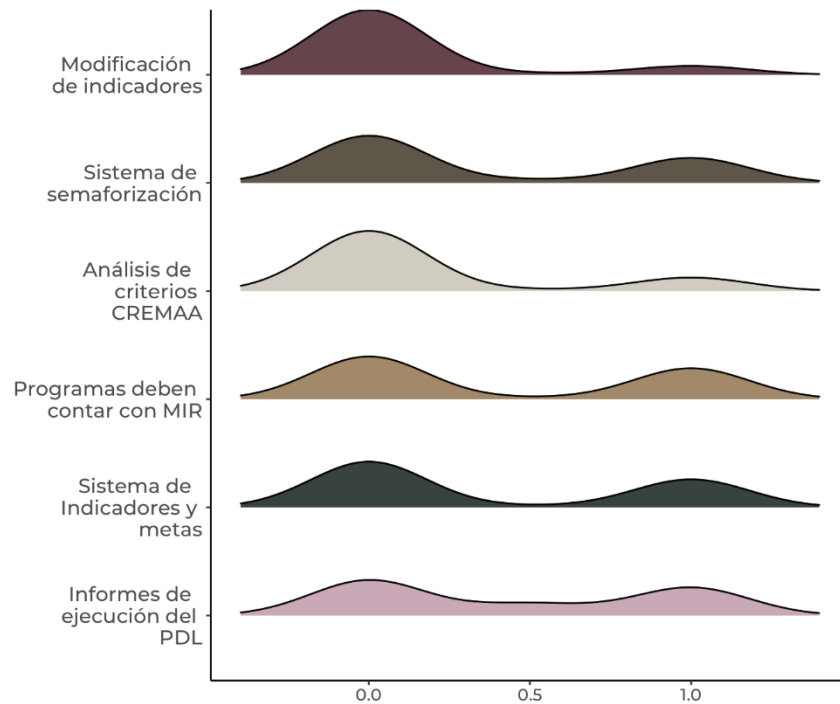 Modificación
de indicadores
Sistema de
semaforización
Análisis de
criterios
CREMAA
Programas deben
contar con MIR
Sistema de
Indicadores y
metas
Informes de
ejecución del
PDL
0.0 0.5 1.0